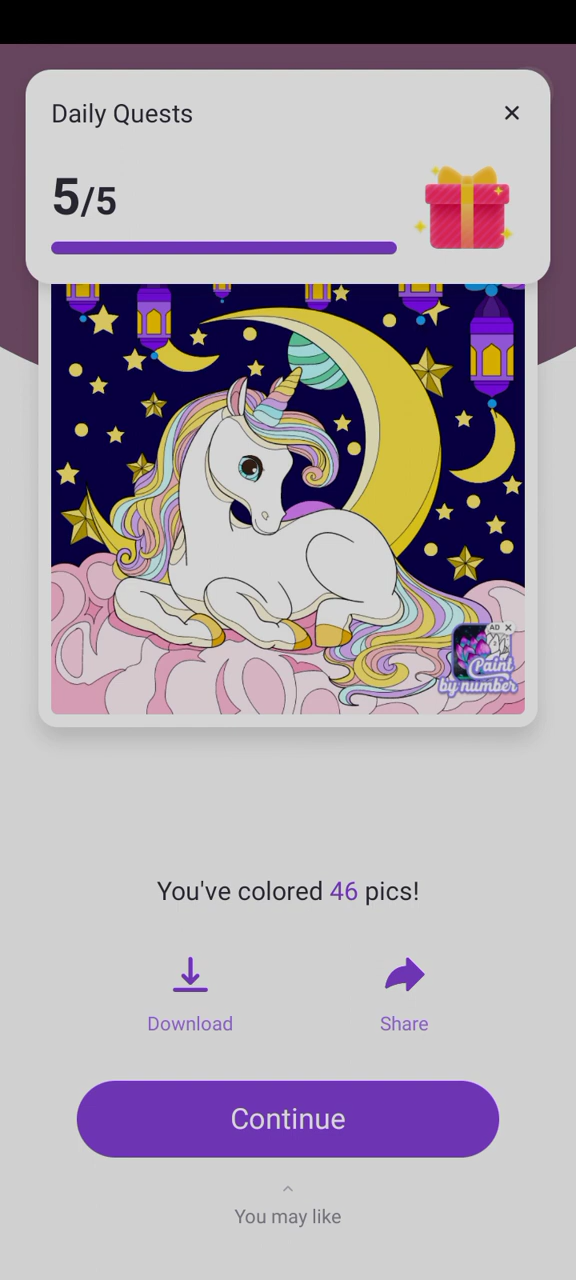 Daily Quests
5/5
AD
Paint
by number
You've colored 46 pics!
Download Share
Continue
You may like